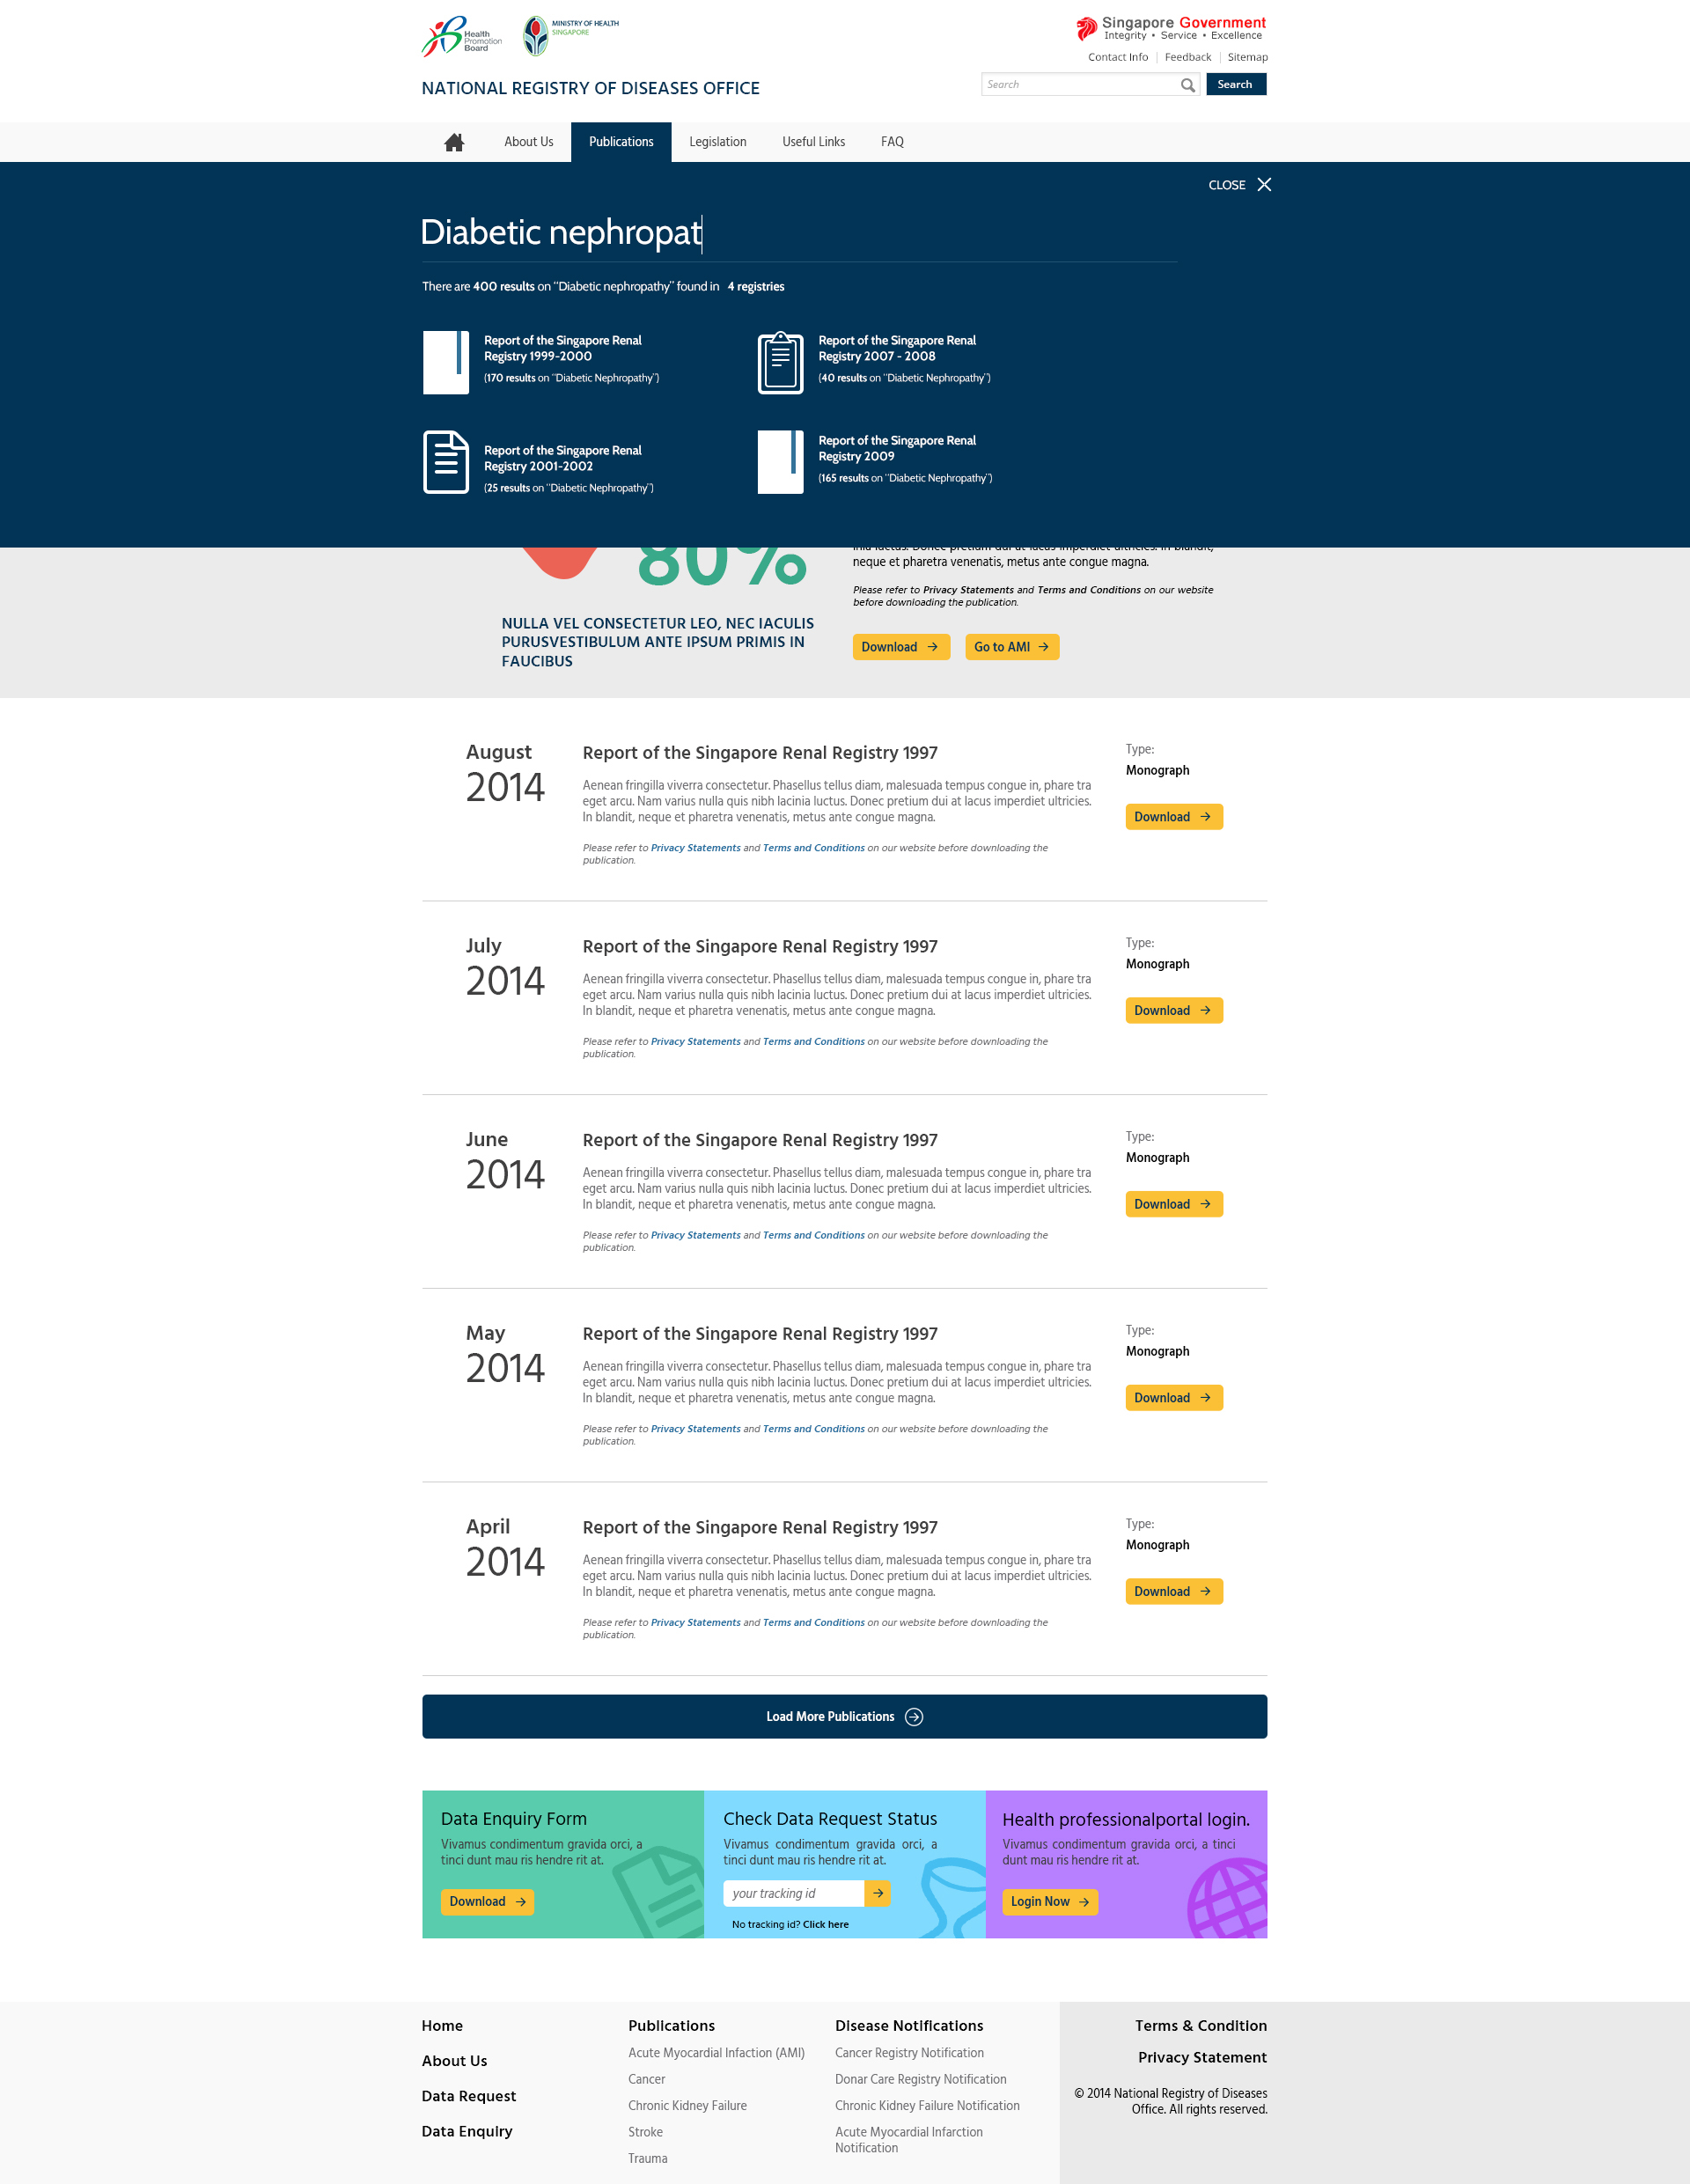 Health
Promotion
Board
MINISTRY OF HEALTH
SINGAPORE
Singapore Government
Integrity • Service • Excellence
Contact Info | Feedback | Sitemap
NATIONAL REGISTRY OF DISEASES OFFICE
Search
Search
About Us
Publications
Legislation
Useful Links
FAQ
CLOSE
Diabetic nephropat
There are 400 results on "Diabetic nephropathy" found in 4 registries
Report of the Singapore Renal
Registry 1999-2000
(170 results on "Diabetic Nephropathy")
Report of the Singapore Renal
Registry 2007 - 2008
(40 results on "Diabetic Nephropathy")
Report of the Singapore Renal
Registry 2001-2002
(25 results on "Diabetic Nephropathy")
Report of the Singapore Renal
Registry 2009
(165 results on "Diabetic Nephropathy")
80%
NULLA VEL CONSECTETUR LEO, NEC IACULIS
PURUSVESTIBULUM ANTE IPSUM PRIMIS IN
FAUCIBUS
luctus. Donec pretium dui at lacus imperdiet ultricies. In blandit,
neque et pharetra venenatis, metus ante congue magna.
Please refer to Privacy Statements and Terms and Conditions on our website
before downloading the publication.
Download
Go to AMI
August
2014
Report of the Singapore Renal Registry 1997
Aenean fringilla viverra consectetur. Phasellus tellus diam, malesuada tempus congue in, phare tra
eget arcu. Nam varius nulla quis nibh lacinia luctus. Donec pretium dui at lacus imperdiet ultricies.
In blandit, neque et pharetra venenatis, metus ante congue magna.
Please refer to Privacy Statements and Terms and Conditions on our website before downloading the
publication.
Type:
Monograph
Download
July
2014
Report of the Singapore Renal Registry 1997
Aenean fringilla viverra consectetur. Phasellus tellus diam, malesuada tempus congue in, phare tra
eget arcu. Nam varius nulla quis nibh lacinia luctus. Donec pretium dui at lacus imperdiet ultricies.
In blandit, neque et pharetra venenatis, metus ante congue magna.
Please refer to Privacy Statements and Terms and Conditions on our website before downloading the
publication.
Type:
Monograph
Download
June
2014
Report of the Singapore Renal Registry 1997
Aenean fringilla viverra consectetur. Phasellus tellus diam, malesuada tempus congue in, phare tra
eget arcu. Nam varius nulla quis nibh lacinia luctus. Donec pretium dui at lacus imperdiet ultricies.
In blandit, neque et pharetra venenatis, metus ante congue magna.
Please refer to Privacy Statements and Terms and Conditions on our website before downloading the
publication.
Type:
Monograph
Download
May
2014
Report of the Singapore Renal Registry 1997
Aenean fringilla viverra consectetur. Phasellus tellus diam, malesuada tempus congue in, phare tra
eget arcu. Nam varius nulla quis nibh lacinia luctus. Donec pretium dui at lacus imperdiet ultricies.
In blandit, neque et pharetra venenatis, metus ante congue magna.
Please refer to Privacy Statements and Terms and Conditions on our website before downloading the
publication.
Type:
Monograph
Download
April
2014
Report of the Singapore Renal Registry 1997
Aenean fringilla viverra consectetur. Phasellus tellus diam, malesuada tempus congue in, phare tra
eget arcu. Nam varius nulla quis nibh lacinia luctus. Donec pretium dui at lacus imperdiet ultricies.
In blandit, neque et pharetra venenatis, metus ante congue magna.
Please refer to Privacy Statements and Terms and Conditions on our website before downloading the
publication.
Type:
Monograph
Download
Load More Publications
Data Enquiry Form
Vivamus condimentum gravida orci, a
tinci dunt mau ris hendre rit at.
Download
Check Data Request Status
Vivamus condimentum gravida orci, a
tinci dunt mau ris hendre rit at.
your tracking id
No tracking id? Click here
Health professionalportal login.
Vivamus condimentum gravida orci, a tinci
dunt mau ris hendre rit at.
Login Now
Home
About Us
Data Request
Data Enquiry
Publications
Acute Myocardial Infaction (AMI)
Cancer
Chronic Kidney Failure
Stroke
Trauma
Disease Notifications
Cancer Registry Notification
Donar Care Registry Notification
Chronic Kidney Failure Notification
Acute Myocardial Infarction
Notification
Terms & Condition
Privacy Statement
© 2014 National Registry of Diseases
Office. All rights reserved.